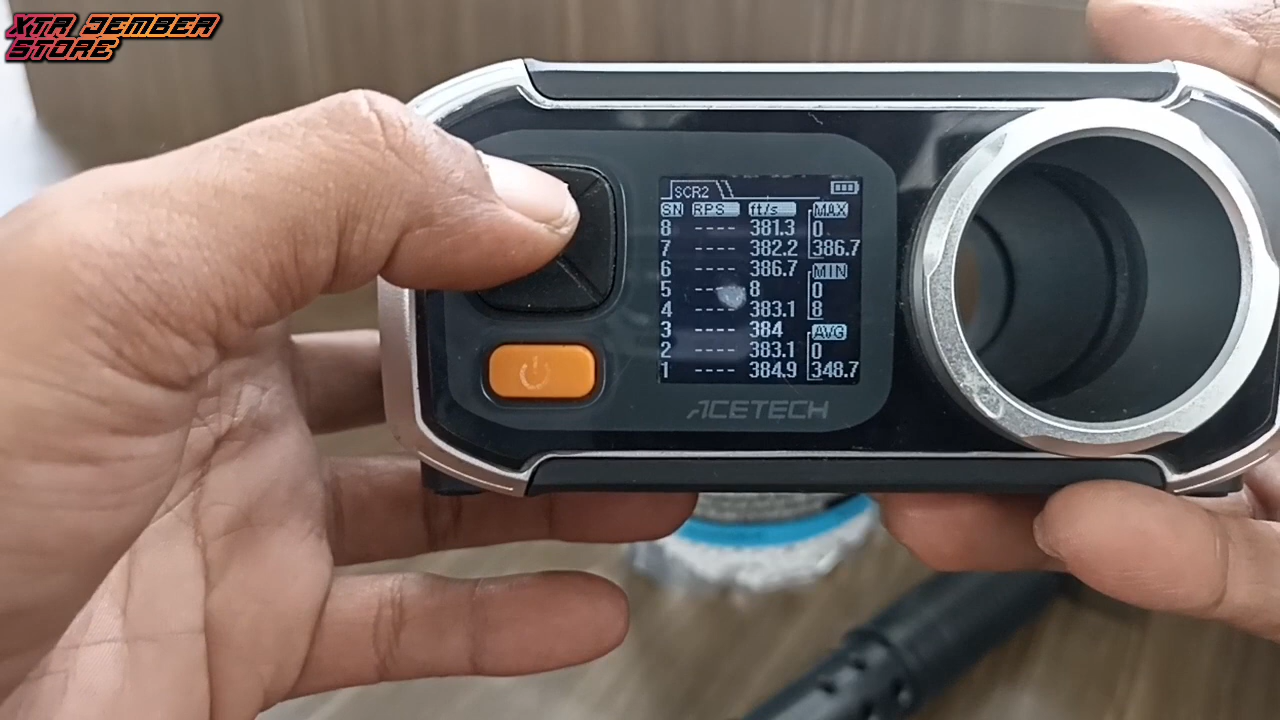 XTR JEMBER
STORE
SCR2
SN RPS ft/s MAX
8 ---- 381.3 0
7 ---- 382.2 386.7
6 ---- 386.7 MIN
5 ---- 8 0
4 ---- 383.1 8
3 ---- 384 AVG
2 ---- 383.1 0
1 ---- 384.9 348.7
ACETECH